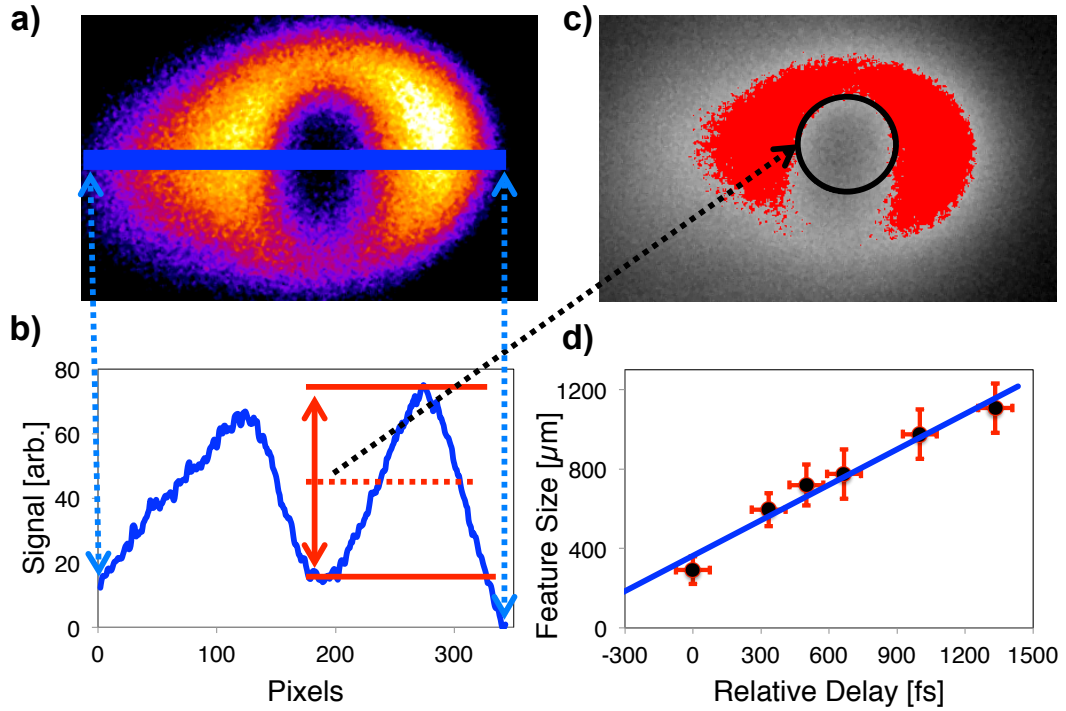 a)
c)
b)
80
60
40
20
0
Signal [arb.]
0 100 200 300
Pixels
d)
1200
800
400
0
Feature Size [µm]
-300 0 300 600 900 1200 1500
Relative Delay [fs]